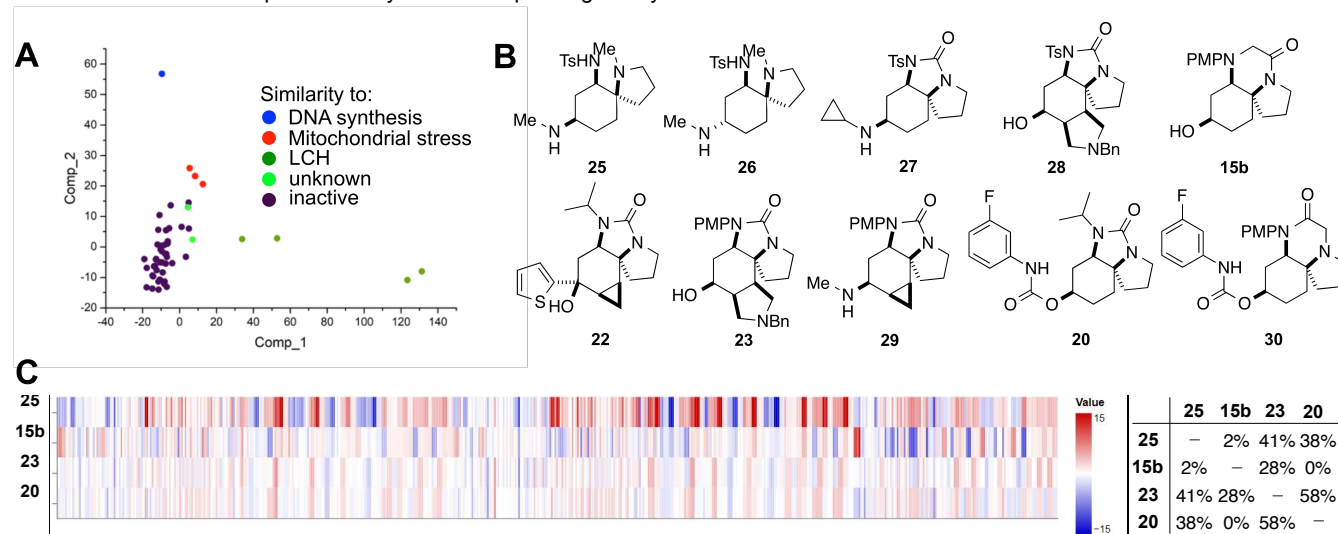 A
Comp_2
60
50
40
30
20
10
0
-10
-20
-40
-20
0
20
40
60
80
100
120
140
Comp_1
Similarity to:
DNA synthesis
Mitochondrial stress
LCH
unknown
inactive
B
TsHN
Me
N
Me
N
H
25
TsHN
Me
N
Me
N
H
26
TsN
O
N
N
H
27
TsN
O
N
HO
NBn
28
PMPN
O
N
HO
15b
N
O
N
S
HO
22
PMPN
O
N
HO
NBn
23
PMPN
O
N
Me
N
H
29
F
NH
O
O
N
O
N
20
F
NH
O
O
PMPN
O
N
30
C
25
15b
23
20
Value
15
-15
25 15b 23 20
25 – 2% 41% 38%
15b 2% – 28% 0%
23 41% 28% – 58%
20 38% 0% 58% –